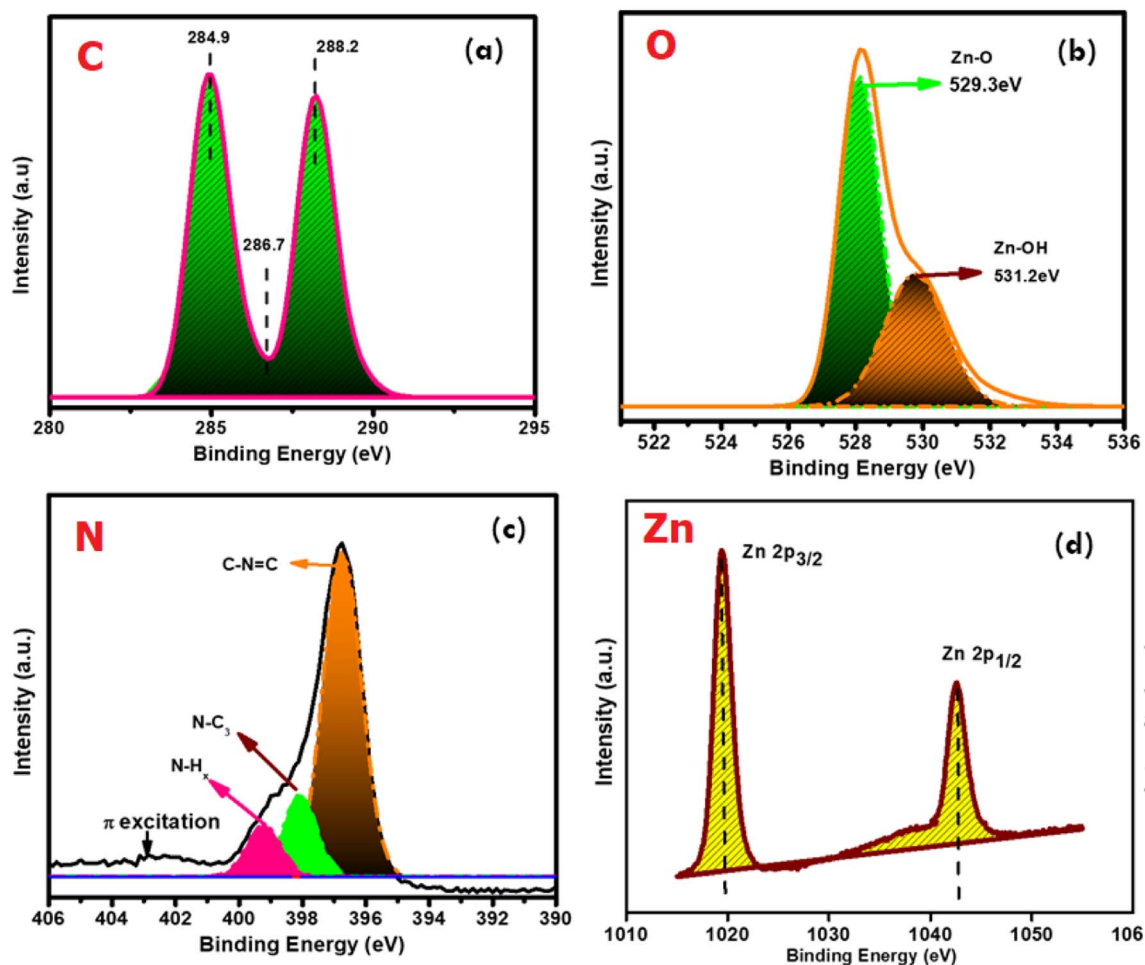 C
(a)
284.9
288.2
286.7
Intensity (a.u)
280 285 290 295
Binding Energy (eV)
O
(b)
Zn-O
529.3eV
Zn-OH
531.2eV
Intensity (a.u.)
522 524 526 528 530 532 534 536
Binding Energy (eV)
N
(c)
C-N=C
N-C3
N-Hx
π excitation
Intensity (a.u.)
406 404 402 400 398 396 394 392 390
Binding Energy (eV)
Zn
(d)
Zn 2p3/2
Zn 2p1/2
Intensity (a.u.)
1010 1020 1030 1040 1050 106
Binding Energy (eV)